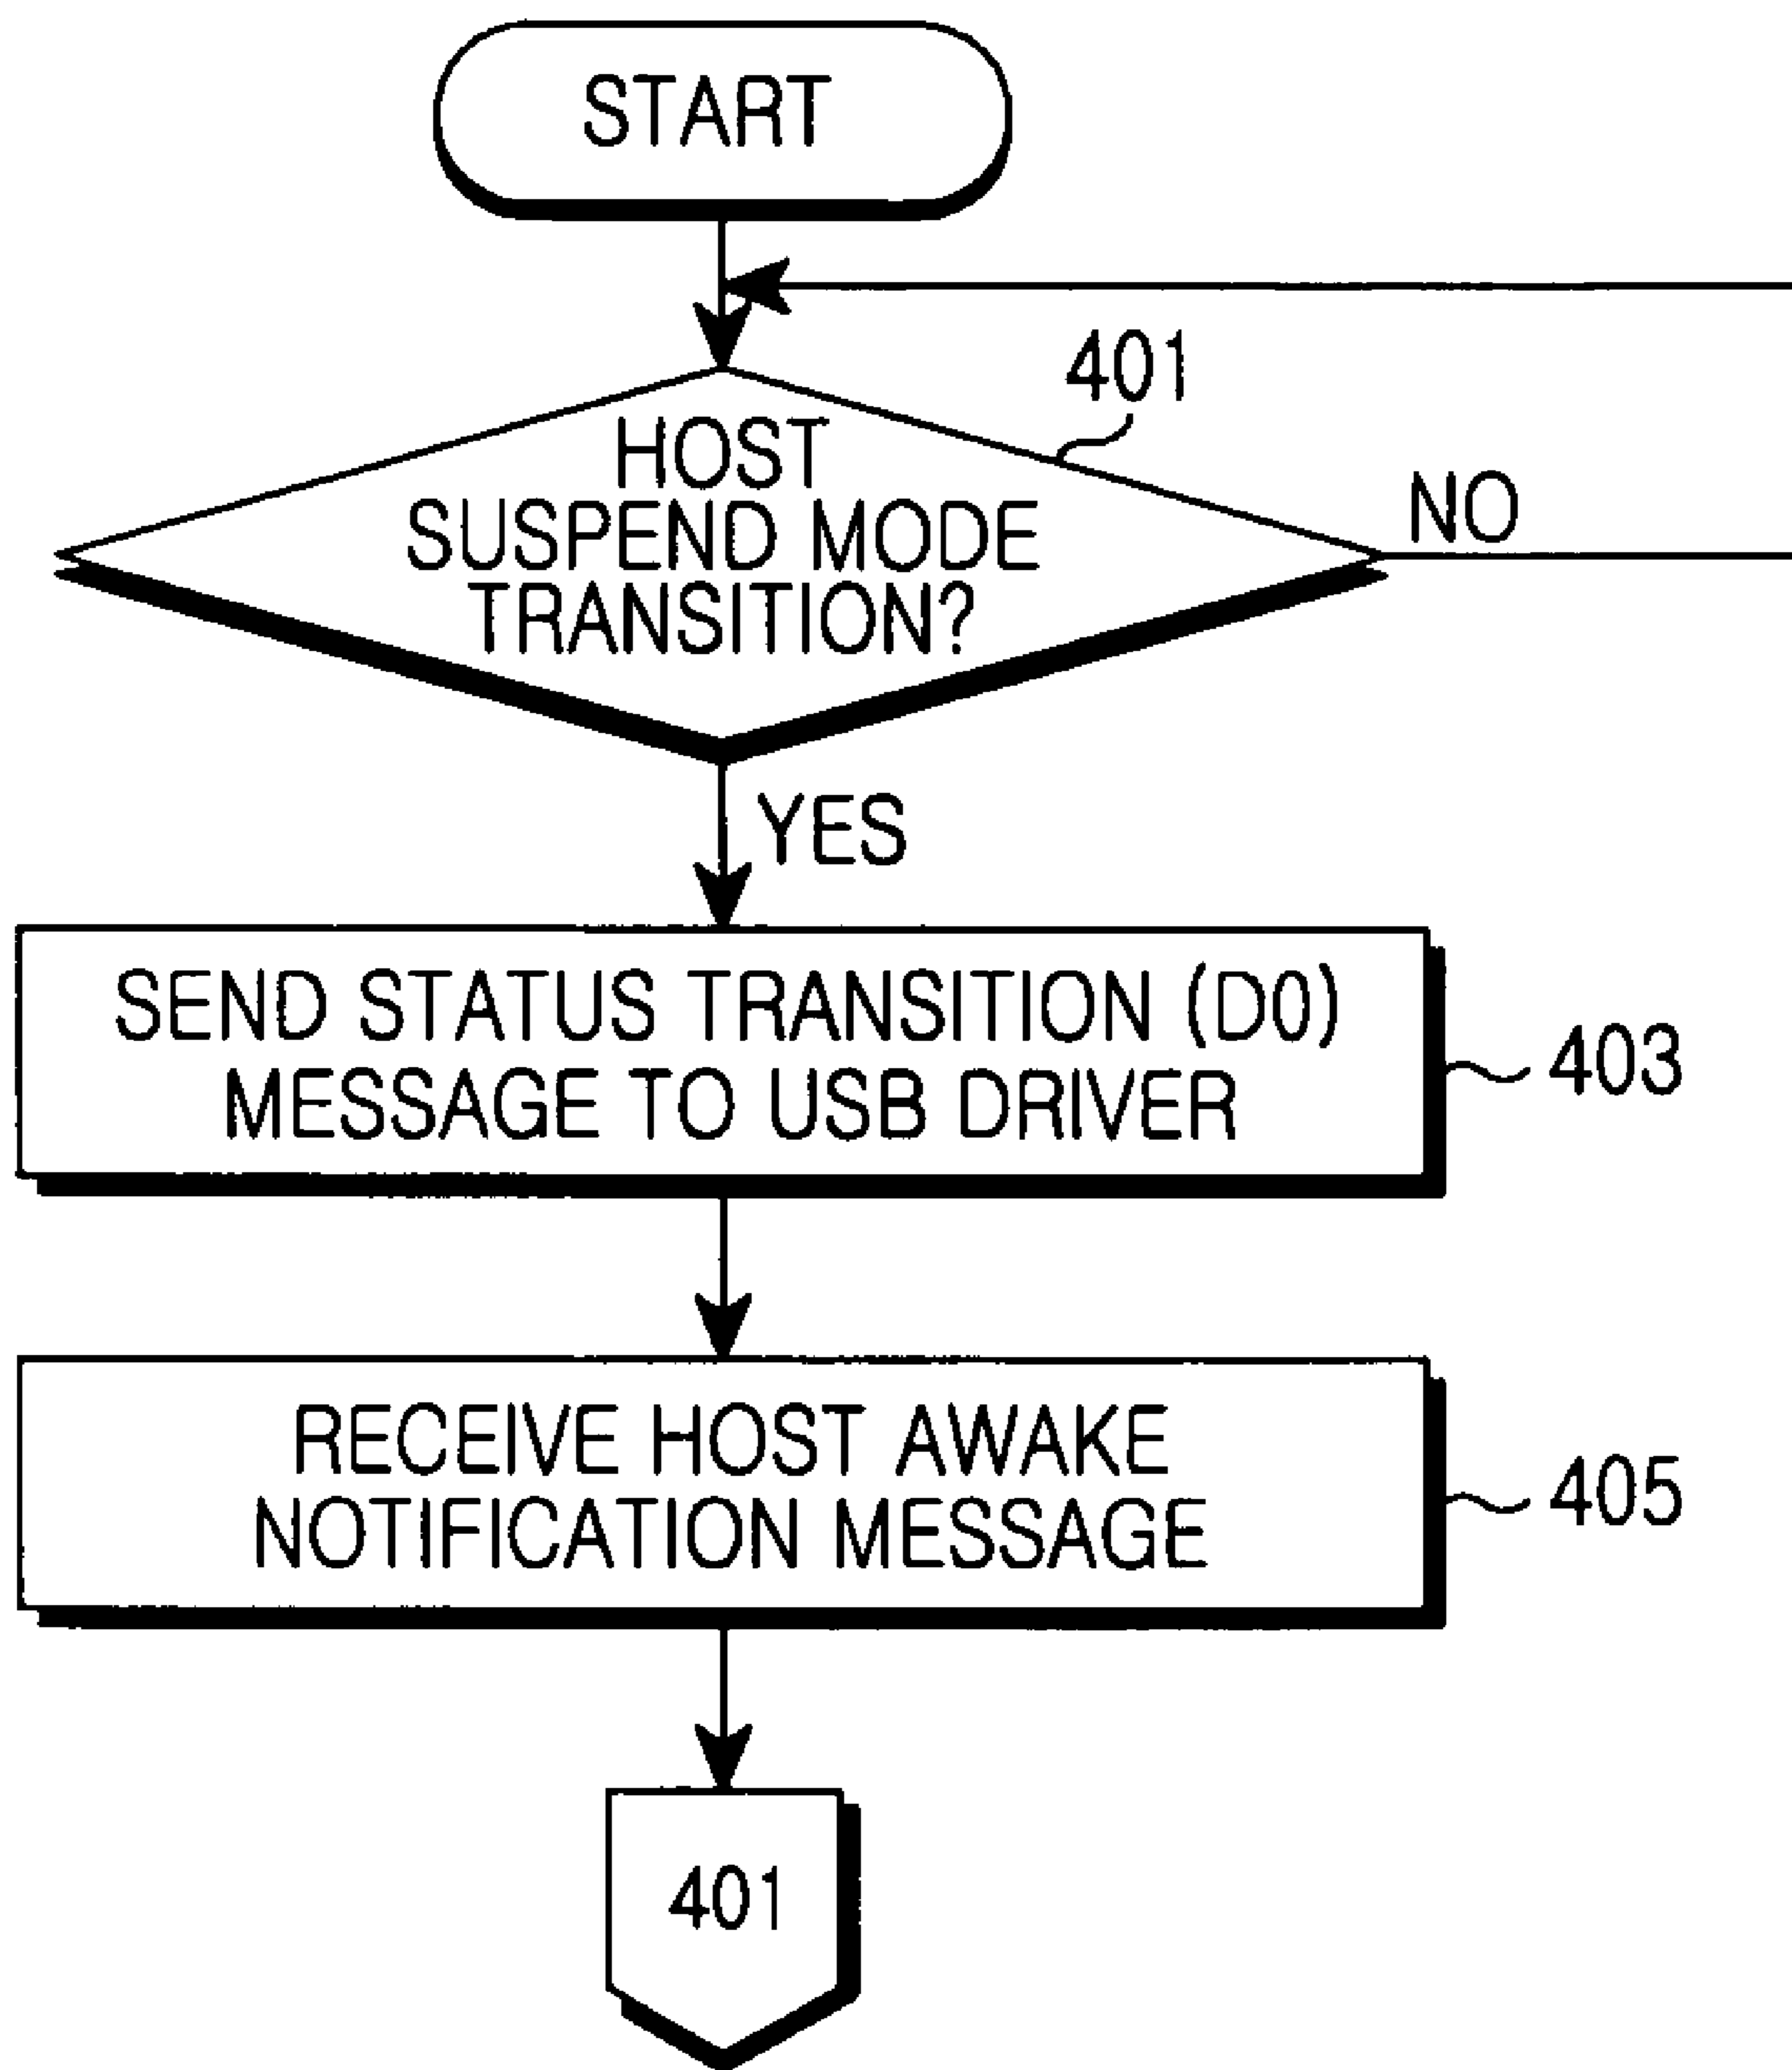 START
401
HOST
SUSPEND MODE
TRANSITION?
NO
YES
SEND STATUS TRANSITION (D0)
MESSAGE TO USB DRIVER
403
RECEIVE HOST AWAKE
NOTIFICATION MESSAGE
405
401